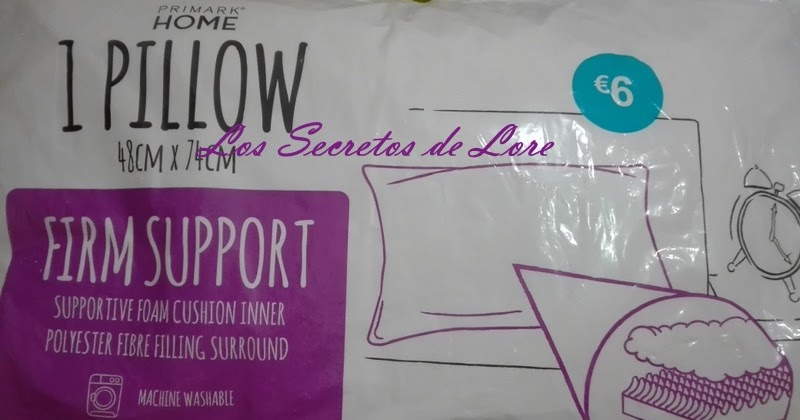 PRIMARK®
HOME
1 PILLOW
48CM X 74CM
Los Secretos de Lore
€6
FIRM SUPPORT
SUPPORTIVE FOAM CUSHION INNER
POLYESTER FIBRE FILLING SURROUND
MACHINE WASHABLE